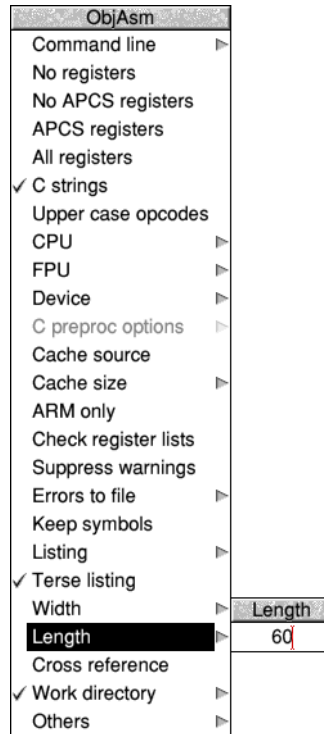 ObjAsm
Command line
No registers
No APCS registers
APCS registers
All registers
C strings
Upper case opcodes
CPU
FPU
Device
C preproc options
Cache source
Cache size
ARM only
Check register lists
Suppress warnings
Errors to file
Keep symbols
Listing
Terse listing
Width
Length
Length
60
Cross reference
Work directory
Others